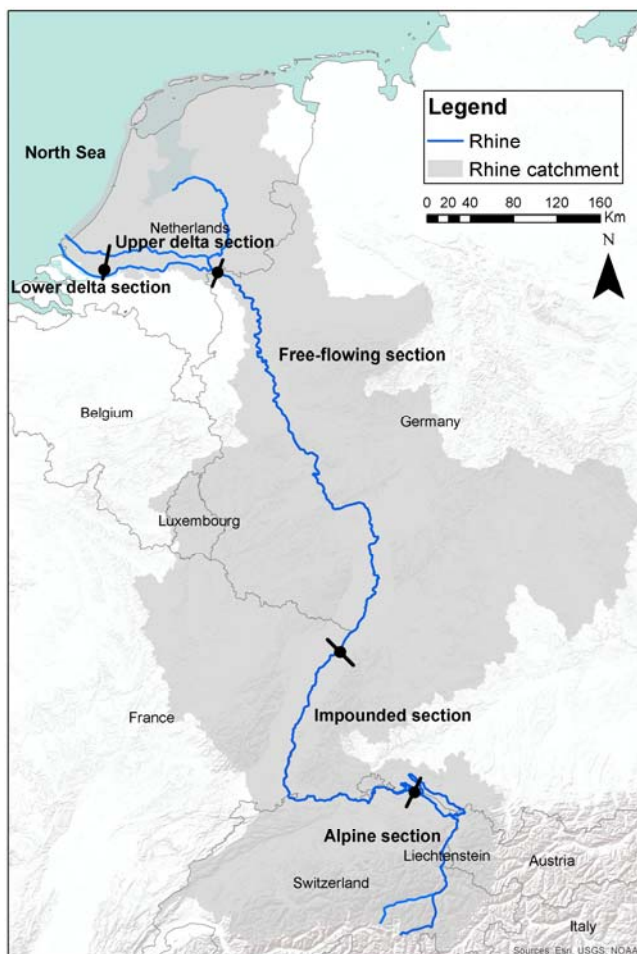 Legend
Rhine
Rhine catchment
0 20 40 80 120 160
Km
N
North Sea
Netherlands
Upper delta section
Lower delta section
Free-flowing section
Belgium
Germany
Luxembourg
France
Impounded section
Alpine section
Liechtenstein
Austria
Switzerland
Italy
Sources: Esri, USGS, NOAA